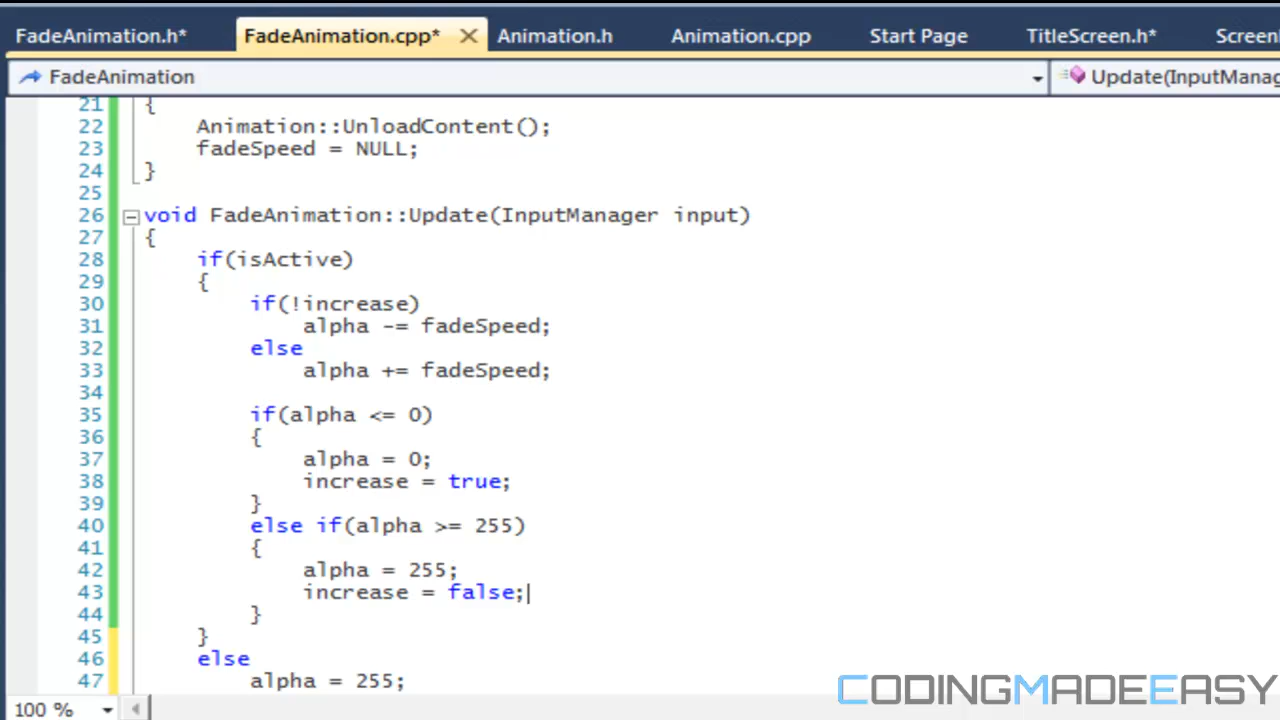 FadeAnimation.h* FadeAnimation.cpp* Animation.h Animation.cpp Start Page TitleScreen.h* Screen
FadeAnimation Update(InputManag
21 {
22 Animation::UnloadContent();
23 fadeSpeed = NULL;
24 }
25
26 void FadeAnimation::Update(InputManager input)
27 {
28 if(isActive)
29 {
30 if(!increase)
31 alpha -= fadeSpeed;
32 else
33 alpha += fadeSpeed;
34
35 if(alpha <= 0)
36 {
37 alpha = 0;
38 increase = true;
39 }
40 else if(alpha >= 255)
41 {
42 alpha = 255;
43 increase = false;
44 }
45 }
46 else
47 alpha = 255;
CODINGMADEEASY
100 %